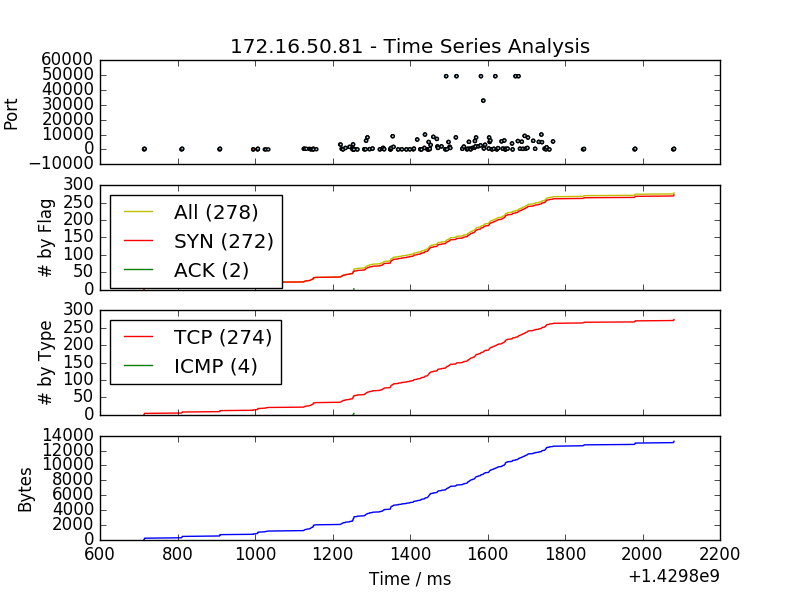 172.16.50.81 - Time Series Analysis
Port
60000
50000
40000
30000
20000
10000
0
−10000
# by Flag
300
250
200
150
100
50
0
All (278)
SYN (272)
ACK (2)
# by Type
300
250
200
150
100
50
0
TCP (274)
ICMP (4)
Bytes
14000
12000
10000
8000
6000
4000
2000
0
600 800 1000 1200 1400 1600 1800 2000 2200
Time / ms
+1.4298e9